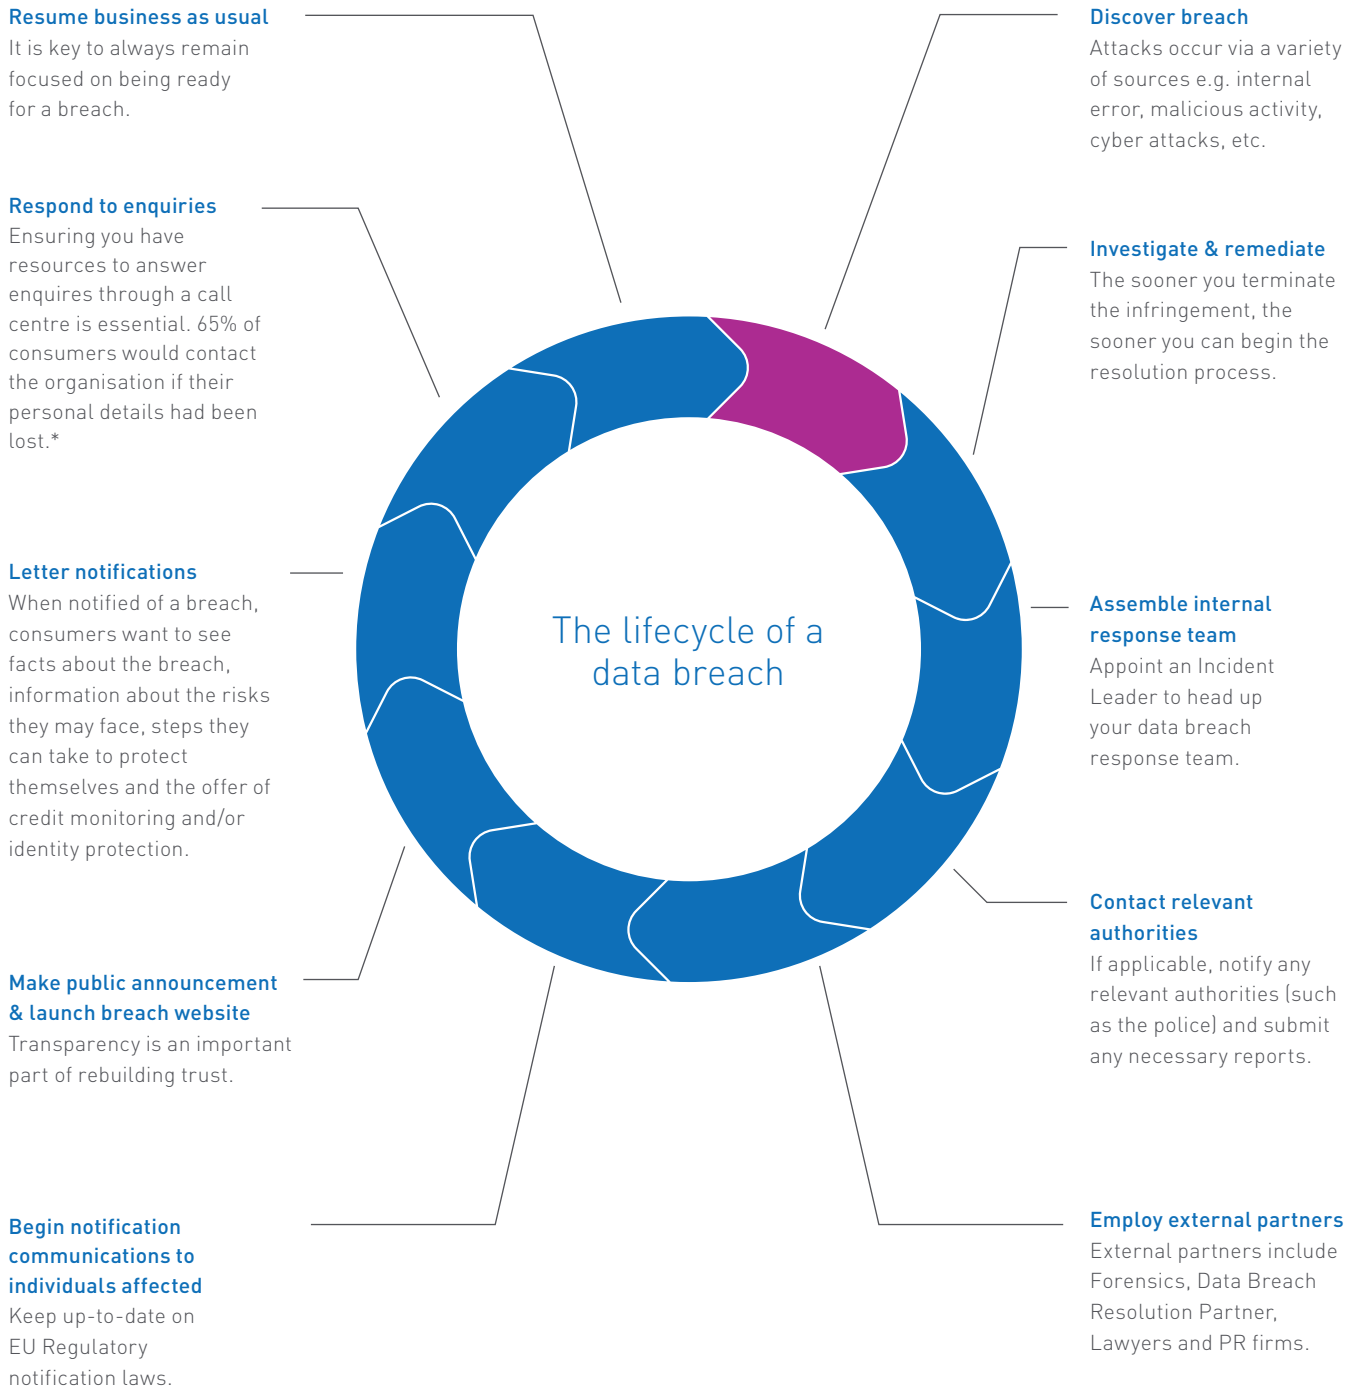 Resume business as usual
It is key to always remain
focused on being ready
for a breach.
Respond to enquiries
Ensuring you have
resources to answer
enquires through a call
centre is essential. 65% of
consumers would contact
the organisation if their
personal details had been
lost.*
Letter notifications
When notified of a breach,
consumers want to see
facts about the breach,
information about the risks
they may face, steps they
can take to protect
themselves and the offer of
credit monitoring and/or
identity protection.
Make public announcement
& launch breach website
Transparency is an important
part of rebuilding trust.
Begin notification
communications to
individuals affected
Keep up-to-date on
EU Regulatory
notification laws.
The lifecycle of a
data breach
Discover breach
Attacks occur via a variety
of sources e.g. internal
error, malicious activity,
cyber attacks, etc.
Investigate & remediate
The sooner you terminate
the infringement, the
sooner you can begin the
resolution process.
Assemble internal
response team
Appoint an Incident
Leader to head up
your data breach
response team.
Contact relevant
authorities
If applicable, notify any
relevant authorities (such
as the police) and submit
any necessary reports.
Employ external partners
External partners include
Forensics, Data Breach
Resolution Partner,
Lawyers and PR firms.